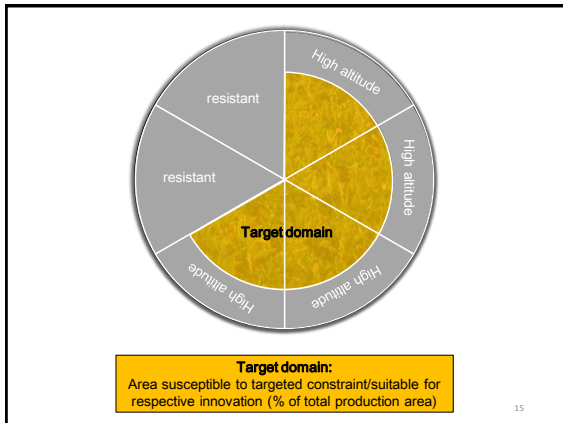 High altitude
resistant
High altitude
resistant
Target domain
High altitude
High altitude
Target domain:
Area susceptible to targeted constraint/suitable for
respective innovation (% of total production area)
15